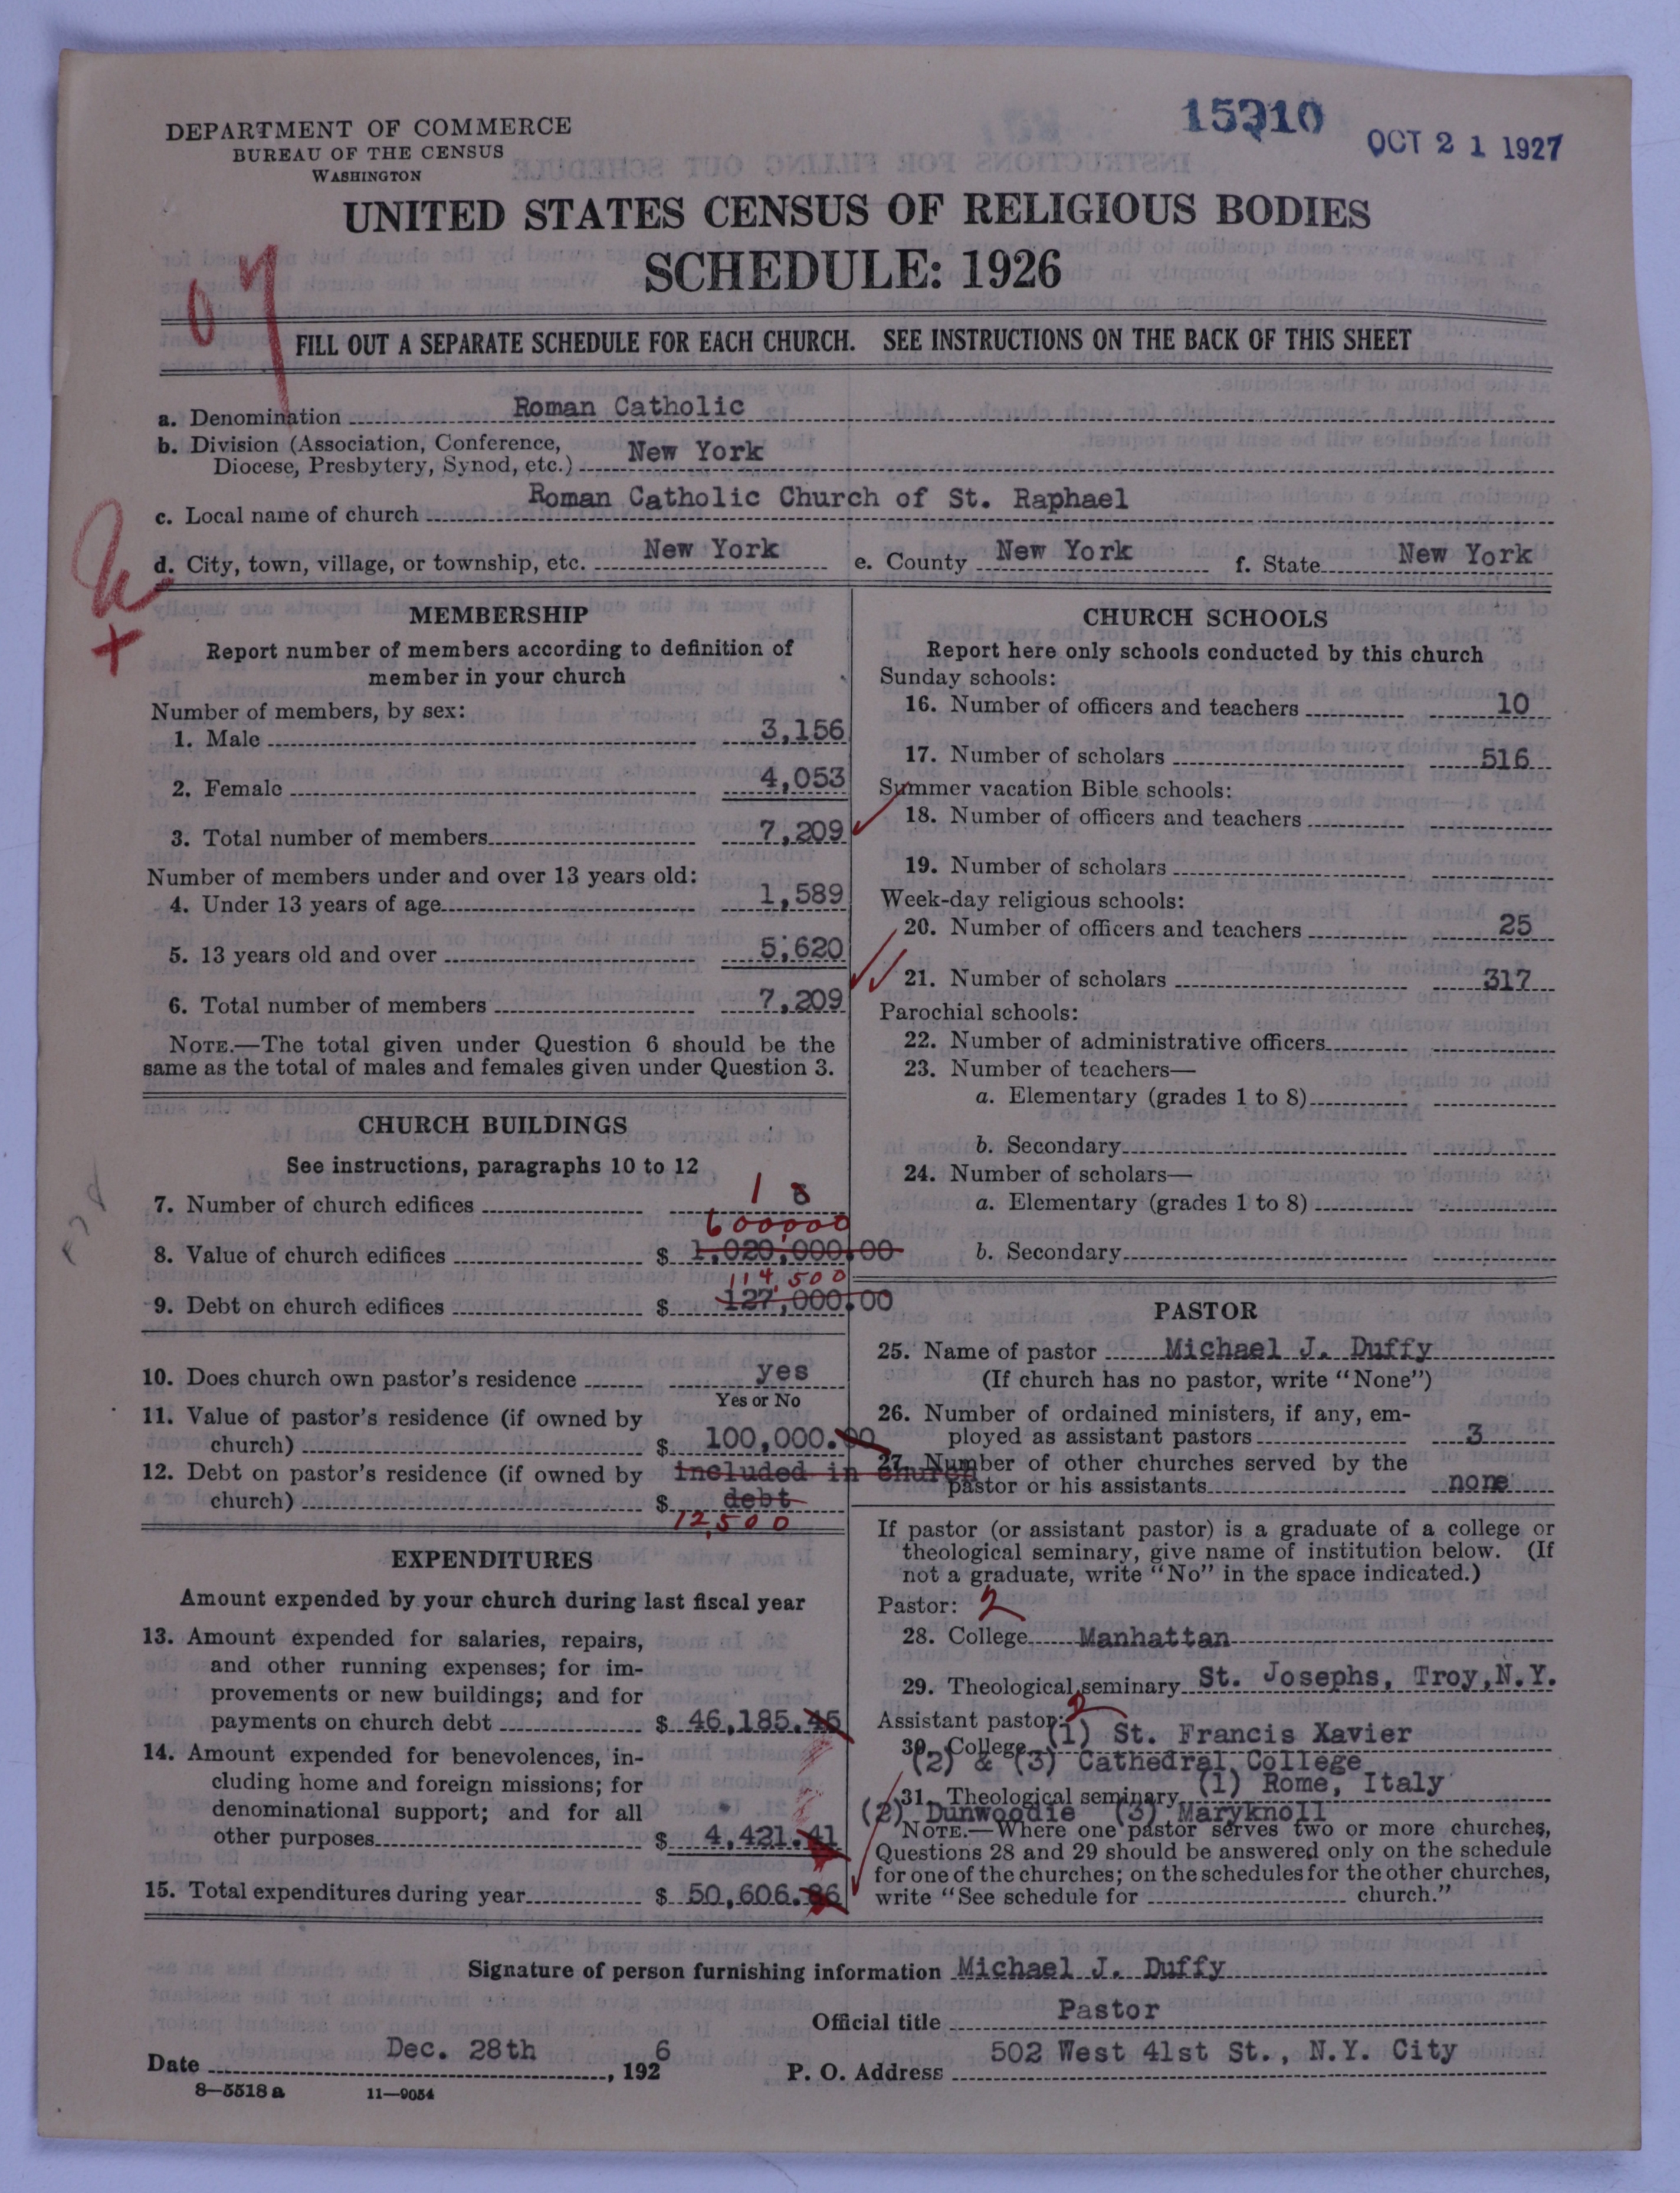 DEPARTMENT OF COMMERCE
BUREAU OF THE CENSUS
WASHINGTON
15310
OCT 21 1927
UNITED STATES CENSUS OF RELIGIOUS BODIES
SCHEDULE: 1926
07
FILL OUT A SEPARATE SCHEDULE FOR EACH CHURCH. SEE INSTRUCTIONS ON THE BACK OF THIS SHEET
a. Denomination Roman Catholic
b. Division (Association, Conference,
Diocese, Presbytery, Synod, etc.) New York
c. Local name of church Roman Catholic Church of St. Raphael
d. City, town, village, or township, etc. New York e. County New York f. State New York
MEMBERSHIP
Report number of members according to definition of
member in your church
Number of members, by sex:
1. Male 3,156
2. Female 4,053
3. Total number of members 7,209
Number of members under and over 13 years old:
4. Under 13 years of age 1,589
5. 13 years old and over 5,620
6. Total number of members 7,209
NOTE.—The total given under Question 6 should be the
same as the total of males and females given under Question 3.
CHURCH BUILDINGS
See instructions, paragraphs 10 to 12
7. Number of church edifices 1
600000
8. Value of church edifices $ 1,020,000.00
114,500
9. Debt on church edifices $ 127,000.00
10. Does church own pastor's residence yes
Yes or No
11. Value of pastor's residence (if owned by
church) $ 100,000.00
12. Debt on pastor's residence (if owned by included in church
church) $ debt
12,500
EXPENDITURES
Amount expended by your church during last fiscal year
13. Amount expended for salaries, repairs,
and other running expenses; for im-
provements or new buildings; and for
payments on church debt $ 46,185.45
14. Amount expended for benevolences, in-
cluding home and foreign missions; for
denominational support; and for all
other purposes $ 4,421.41
15. Total expenditures during year $ 50,606.86
CHURCH SCHOOLS
Report here only schools conducted by this church
Sunday schools:
16. Number of officers and teachers 10
17. Number of scholars 516
Summer vacation Bible schools:
18. Number of officers and teachers
19. Number of scholars
Week-day religious schools:
20. Number of officers and teachers 25
21. Number of scholars 317
Parochial schools:
22. Number of administrative officers
23. Number of teachers—
a. Elementary (grades 1 to 8)
b. Secondary
24. Number of scholars—
a. Elementary (grades 1 to 8)
b. Secondary
PASTOR
25. Name of pastor Michael J. Duffy
(If church has no pastor, write "None")
26. Number of ordained ministers, if any, em-
ployed as assistant pastors 3
27. Number of other churches served by the
pastor or his assistants none
If pastor (or assistant pastor) is a graduate of a college or
theological seminary, give name of institution below. (If
not a graduate, write "No" in the space indicated.)
Pastor: 2
28. College Manhattan
29. Theological seminary St. Josephs, Troy, N.Y.
Assistant pastor: 2
30. College (1) St. Francis Xavier
(2) & (3) Cathedral College
31. Theological seminary (1) Rome, Italy
(2) Dunwoodie (3) Maryknoll
NOTE.—Where one pastor serves two or more churches,
Questions 28 and 29 should be answered only on the schedule
for one of the churches; on the schedules for the other churches,
write "See schedule for church."
Signature of person furnishing information Michael J. Duffy
Official title Pastor
Date Dec. 28th, 1926 P. O. Address 502 West 41st St., N.Y. City
8—5518 a 11—9054